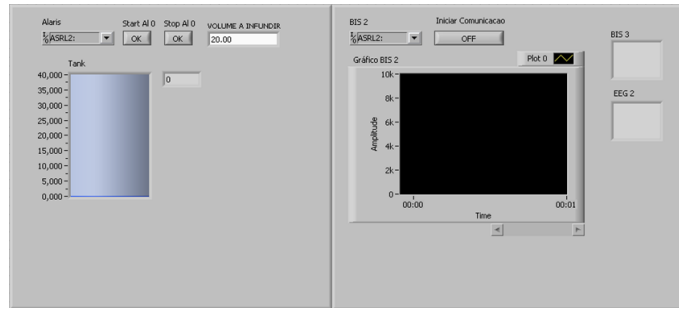 Alaris
Start Al 0
Stop Al 0
VOLUME A INFUNDIR
ASRL2:
OK
OK
20.00
Tank
0
40,000
35,000
30,000
25,000
20,000
15,000
10,000
5,000
0,000
BIS 2
Iniciar Comunicacao
ASRL2:
OFF
Gráfico BIS 2
Plot 0
10k
8k
6k
4k
2k
0
Amplitude
00:00
00:01
Time
BIS 3
EEG 2